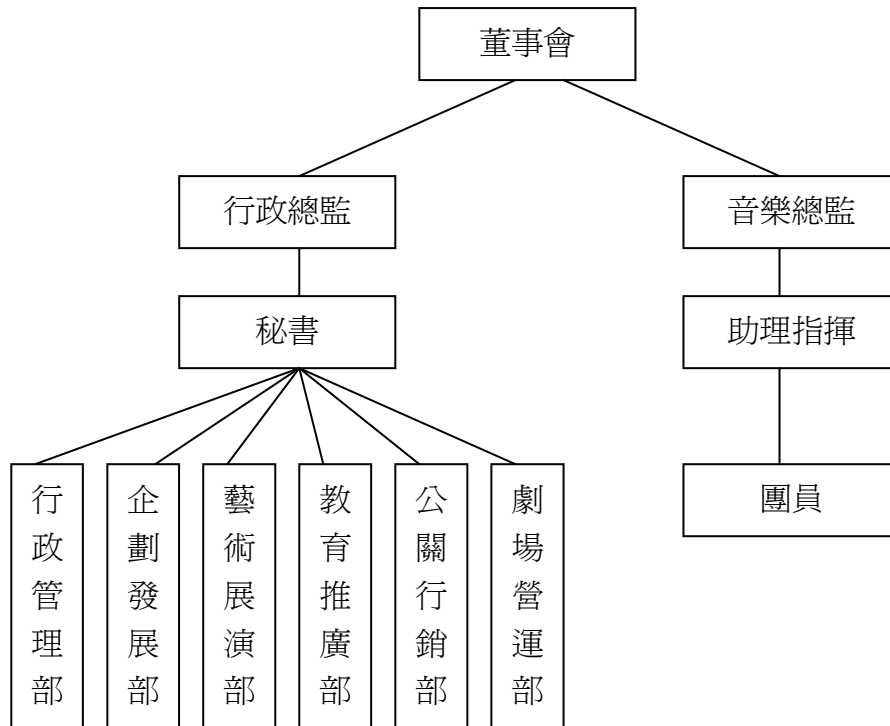 董事會
行政總監
音樂總監
秘書
助理指揮
行政管理部
企劃發展部
藝術展演部
教育推廣部
公關行銷部
劇場營運部
團員